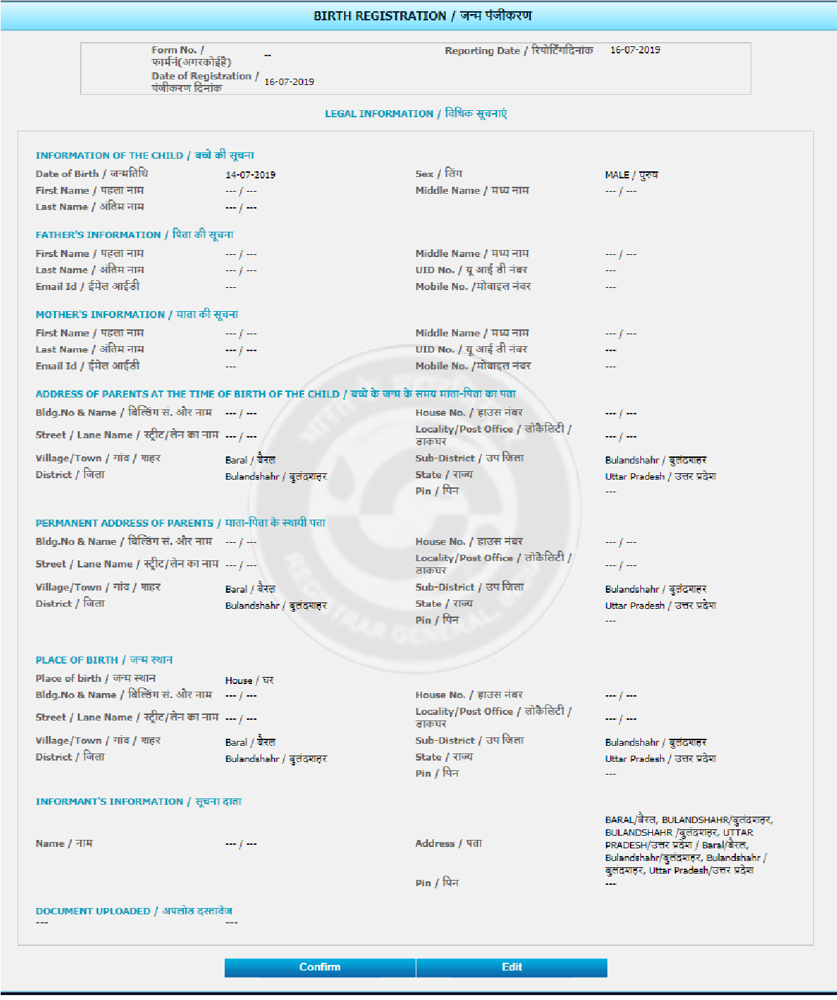 BIRTH REGISTRATION / जन्म पंजीकरण
Form No. / -- Reporting Date / रिपोर्टिंगदिनांक 16-07-2019
फार्मनं(अगरकोईहै)
Date of Registration / 16-07-2019
पंजीकरण दिनांक
LEGAL INFORMATION / विधिक सूचनाएं
INFORMATION OF THE CHILD / बच्चे की सूचना
Date of Birth / जन्मतिथि 14-07-2019 Sex / लिंग MALE / पुरुष
First Name / पहला नाम --- / --- Middle Name / मध्य नाम --- / ---
Last Name / अंतिम नाम --- / ---
FATHER'S INFORMATION / पिता की सूचना
First Name / पहला नाम --- / --- Middle Name / मध्य नाम --- / ---
Last Name / अंतिम नाम --- / --- UID No. / यू आई डी नंबर ---
Email Id / ईमेल आईडी --- Mobile No. /मोबाइल नंबर ---
MOTHER'S INFORMATION / माता की सूचना
First Name / पहला नाम --- / --- Middle Name / मध्य नाम --- / ---
Last Name / अंतिम नाम --- / --- UID No. / यू आई डी नंबर ---
Email Id / ईमेल आईडी --- Mobile No. /मोबाइल नंबर ---
ADDRESS OF PARENTS AT THE TIME OF BIRTH OF THE CHILD / बच्चे के जन्म के समय माता-पिता का पता
Bldg.No & Name / बिल्डिंग सं. और नाम --- / --- House No. / हाउस नंबर --- / ---
Street / Lane Name / स्ट्रीट/लेन का नाम --- / --- Locality/Post Office / लोकैलिटी / --- / ---
डाकघर
Village/Town / गांव / शहर Baral / बैरल Sub-District / उप जिला Bulandshahr / बुलंदशहर
District / जिला Bulandshahr / बुलंदशहर State / राज्य Uttar Pradesh / उत्तर प्रदेश
Pin / पिन ---
PERMANENT ADDRESS OF PARENTS / माता-पिता के स्थायी पता
Bldg.No & Name / बिल्डिंग सं. और नाम --- / --- House No. / हाउस नंबर --- / ---
Street / Lane Name / स्ट्रीट/लेन का नाम --- / --- Locality/Post Office / लोकैलिटी / --- / ---
डाकघर
Village/Town / गांव / शहर Baral / बैरल Sub-District / उप जिला Bulandshahr / बुलंदशहर
District / जिला Bulandshahr / बुलंदशहर State / राज्य Uttar Pradesh / उत्तर प्रदेश
Pin / पिन ---
REGISTRAR GENERAL,
PLACE OF BIRTH / जन्म स्थान
Place of birth / जन्म स्थान House / घर
Bldg.No & Name / बिल्डिंग सं. और नाम --- / --- House No. / हाउस नंबर --- / ---
Street / Lane Name / स्ट्रीट/लेन का नाम --- / --- Locality/Post Office / लोकैलिटी / --- / ---
डाकघर
Village/Town / गांव / शहर Baral / बैरल Sub-District / उप जिला Bulandshahr / बुलंदशहर
District / जिला Bulandshahr / बुलंदशहर State / राज्य Uttar Pradesh / उत्तर प्रदेश
Pin / पिन ---
INFORMANT'S INFORMATION / सूचना दाता
Name / नाम --- / --- Address / पता
BARAL/बैरल, BULANDSHAHR/बुलंदशहर,
BULANDSHAHR /बुलंदशहर, UTTAR
PRADESH/उत्तर प्रदेश / Baral/बैरल,
Bulandshahr/बुलंदशहर, Bulandshahr /
बुलंदशहर, Uttar Pradesh/उत्तर प्रदेश
Pin / पिन ---
DOCUMENT UPLOADED / अपलोड दस्तावेज
--- ---
Confirm Edit